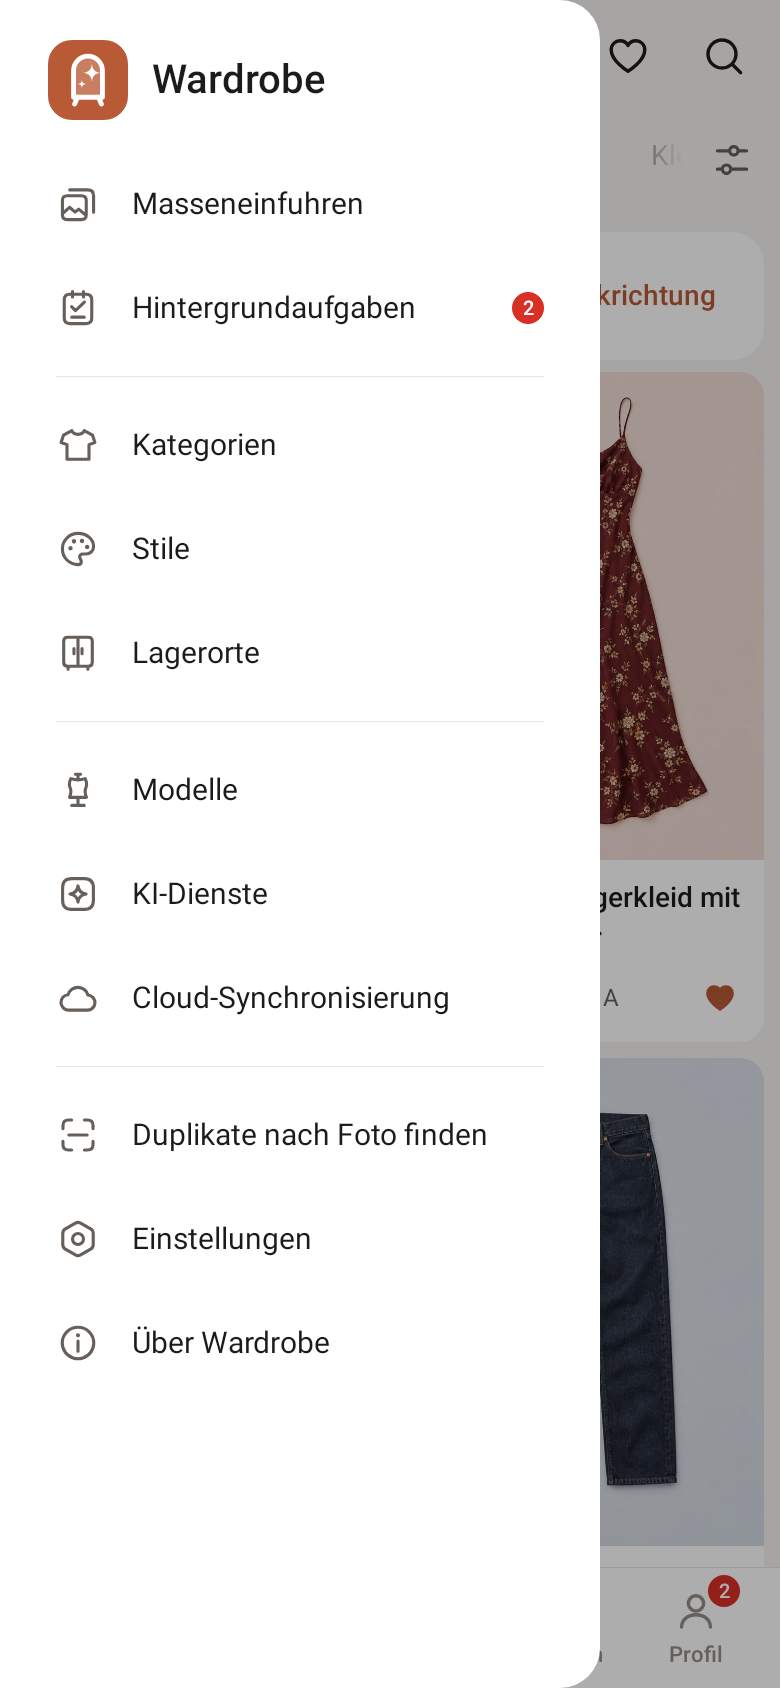 Wardrobe
Masseneinfuhren
Hintergrundaufgaben 2
Kategorien
Stile
Lagerorte
Modelle
KI-Dienste
Cloud-Synchronisierung
Duplikate nach Foto finden
Einstellungen
Über Wardrobe
krichtung
gerkleid mit
A
2
Profil